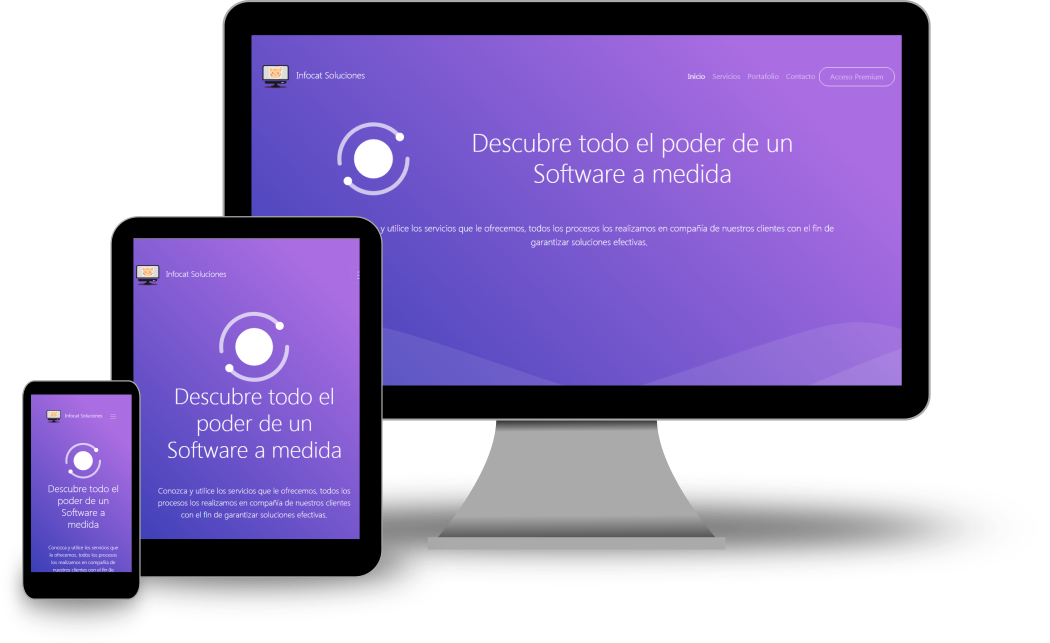 Infocat Soluciones
Inicio Servicios Portafolio Contacto Acceso Premium
Descubre todo el poder de un
Software a medida
y utilice los servicios que le ofrecemos, todos los procesos los realizamos en compañía de nuestros clientes con el fin de
garantizar soluciones efectivas.
Infocat Soluciones
Descubre todo el
poder de un
Software a medida
Conozca y utilice los servicios que le ofrecemos, todos los
procesos los realizamos en compañía de nuestros clientes
con el fin de garantizar soluciones efectivas.
Infocat Soluciones
Descubre todo el
poder de un
Software a
medida
Conozca y utilice los servicios que
le ofrecemos, todos los procesos
los realizamos en compañía de
nuestros clientes con el fin de